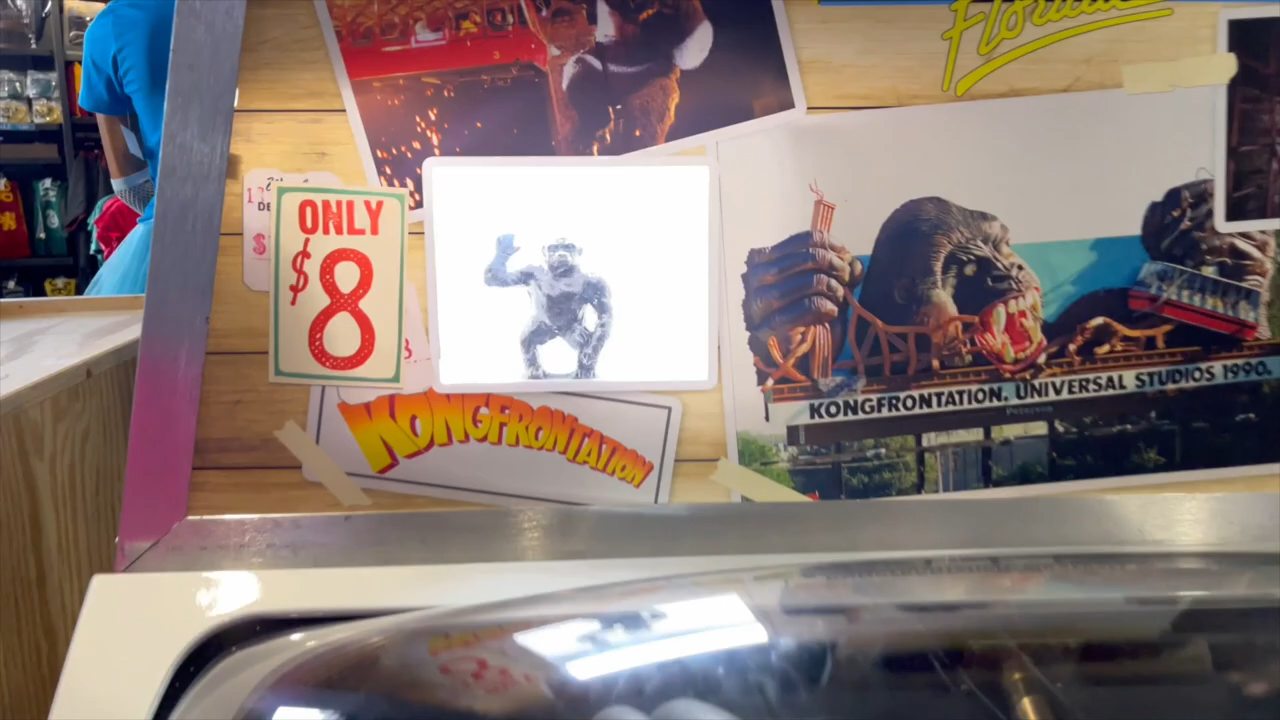 Florida
ONLY
$8
KONGFRONTATION
KONGFRONTATION. UNIVERSAL STUDIOS 1990.